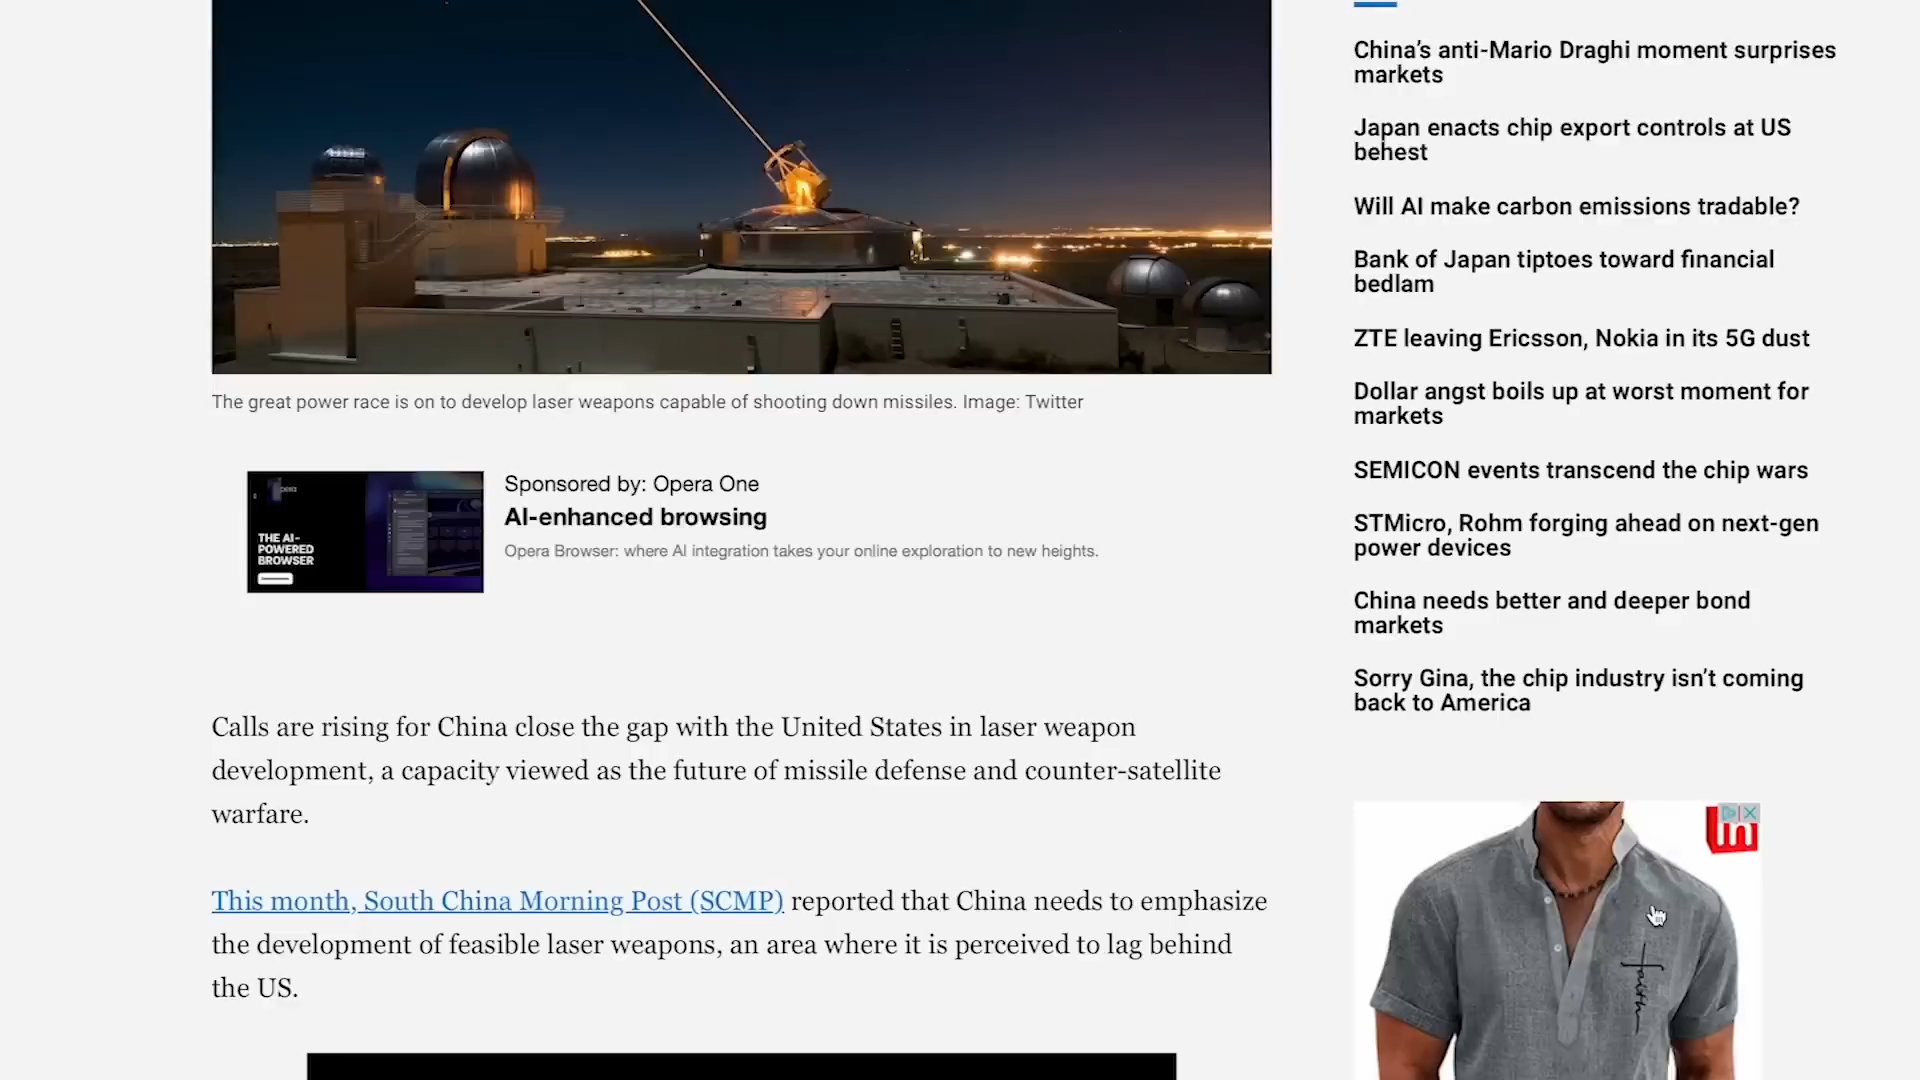 The great power race is on to develop laser weapons capable of shooting down missiles. Image: Twitter
THE AI-
POWERED
BROWSER
Sponsored by: Opera One
AI-enhanced browsing
Opera Browser: where AI integration takes your online exploration to new heights.
Calls are rising for China close the gap with the United States in laser weapon
development, a capacity viewed as the future of missile defense and counter-satellite
warfare.
This month, South China Morning Post (SCMP) reported that China needs to emphasize
the development of feasible laser weapons, an area where it is perceived to lag behind
the US.
China’s anti-Mario Draghi moment surprises
markets
Japan enacts chip export controls at US
behest
Will AI make carbon emissions tradable?
Bank of Japan tiptoes toward financial
bedlam
ZTE leaving Ericsson, Nokia in its 5G dust
Dollar angst boils up at worst moment for
markets
SEMICON events transcend the chip wars
STMicro, Rohm forging ahead on next-gen
power devices
China needs better and deeper bond
markets
Sorry Gina, the chip industry isn’t coming
back to America
faith